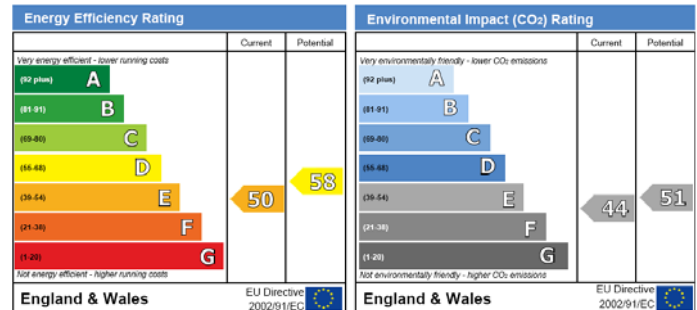 Energy Efficiency Rating
Current Potential
Very energy efficient - lower running costs
(92 plus) A
(81-91) B
(69-80) C
(55-68) D
(39-54) E
(21-38) F
(1-20) G
50
58
Not energy efficient - higher running costs
England & Wales
EU Directive
2002/91/EC
Environmental Impact (CO₂) Rating
Current Potential
Very environmentally friendly - lower CO₂ emissions
(92 plus) A
(81-91) B
(69-80) C
(55-68) D
(39-54) E
(21-38) F
(1-20) G
44
51
Not environmentally friendly - higher CO₂ emissions
England & Wales
EU Directive
2002/91/EC